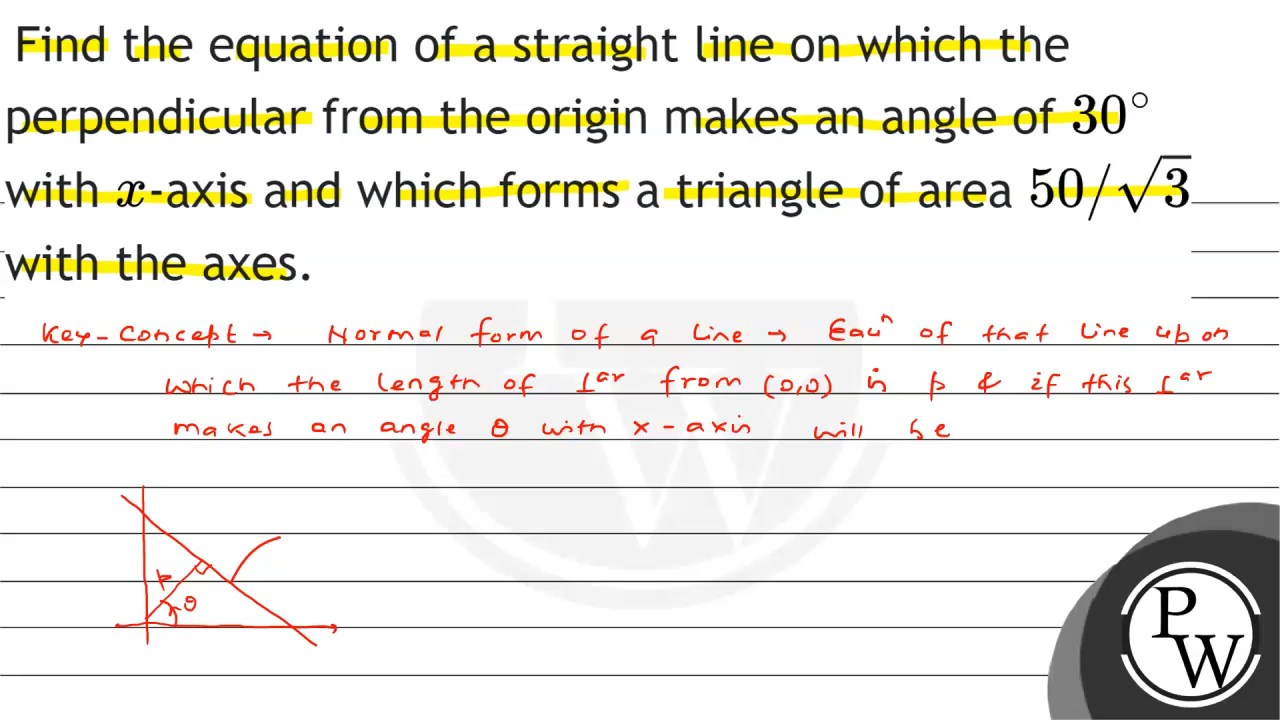 Find the equation of a straight line on which the
perpendicular from the origin makes an angle of 30°
with x-axis and which forms a triangle of area 50/√3
with the axes.
Key-Concept → Normal form of a Line → Eauⁿ of that Line upon
which the length of ⊥ar from (0,0) is p & if this ⊥ar
makes an angle θ with x-axis will be
p
θ
P
W